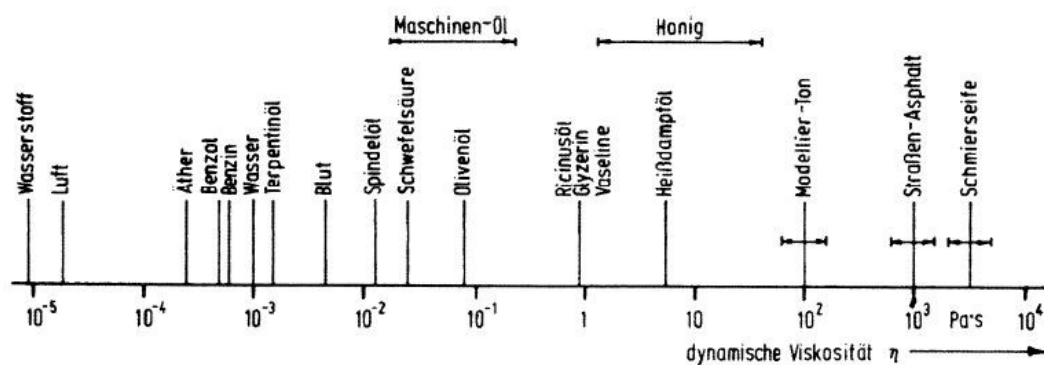 Maschinen-Öl
Honig
Wasserstoff
Luft
Äther
Benzol
Benzin
Wasser
Terpentinöl
Blut
Spindelöl
Schwefelsäure
Olivenöl
Ricinusöl
Glyzerin
Vaseline
Heißdampföl
Modellier-Ton
Straßen-Asphalt
Schmierseife
10⁻⁵ 10⁻⁴ 10⁻³ 10⁻² 10⁻¹ 1 10 10² 10³ Pa·s 10⁴
dynamische Viskosität η